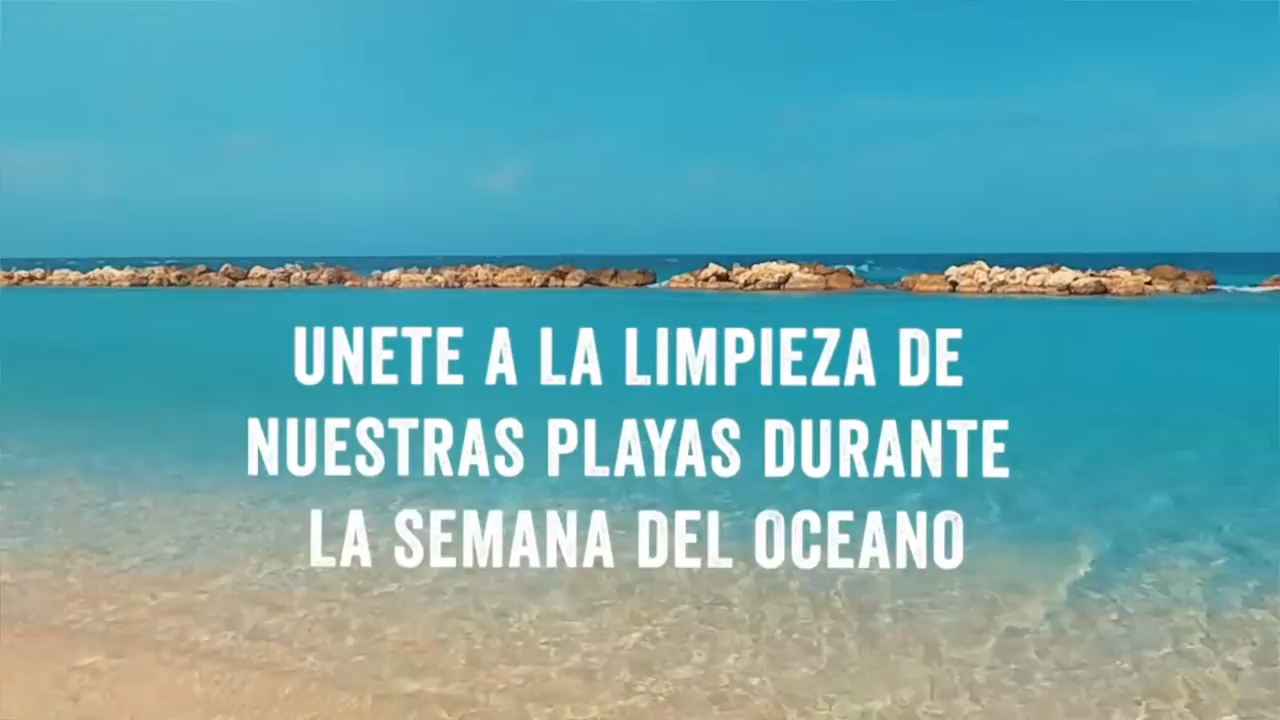 UNETE A LA LIMPIEZA DE
NUESTRAS PLAYAS DURANTE
LA SEMANA DEL OCEANO